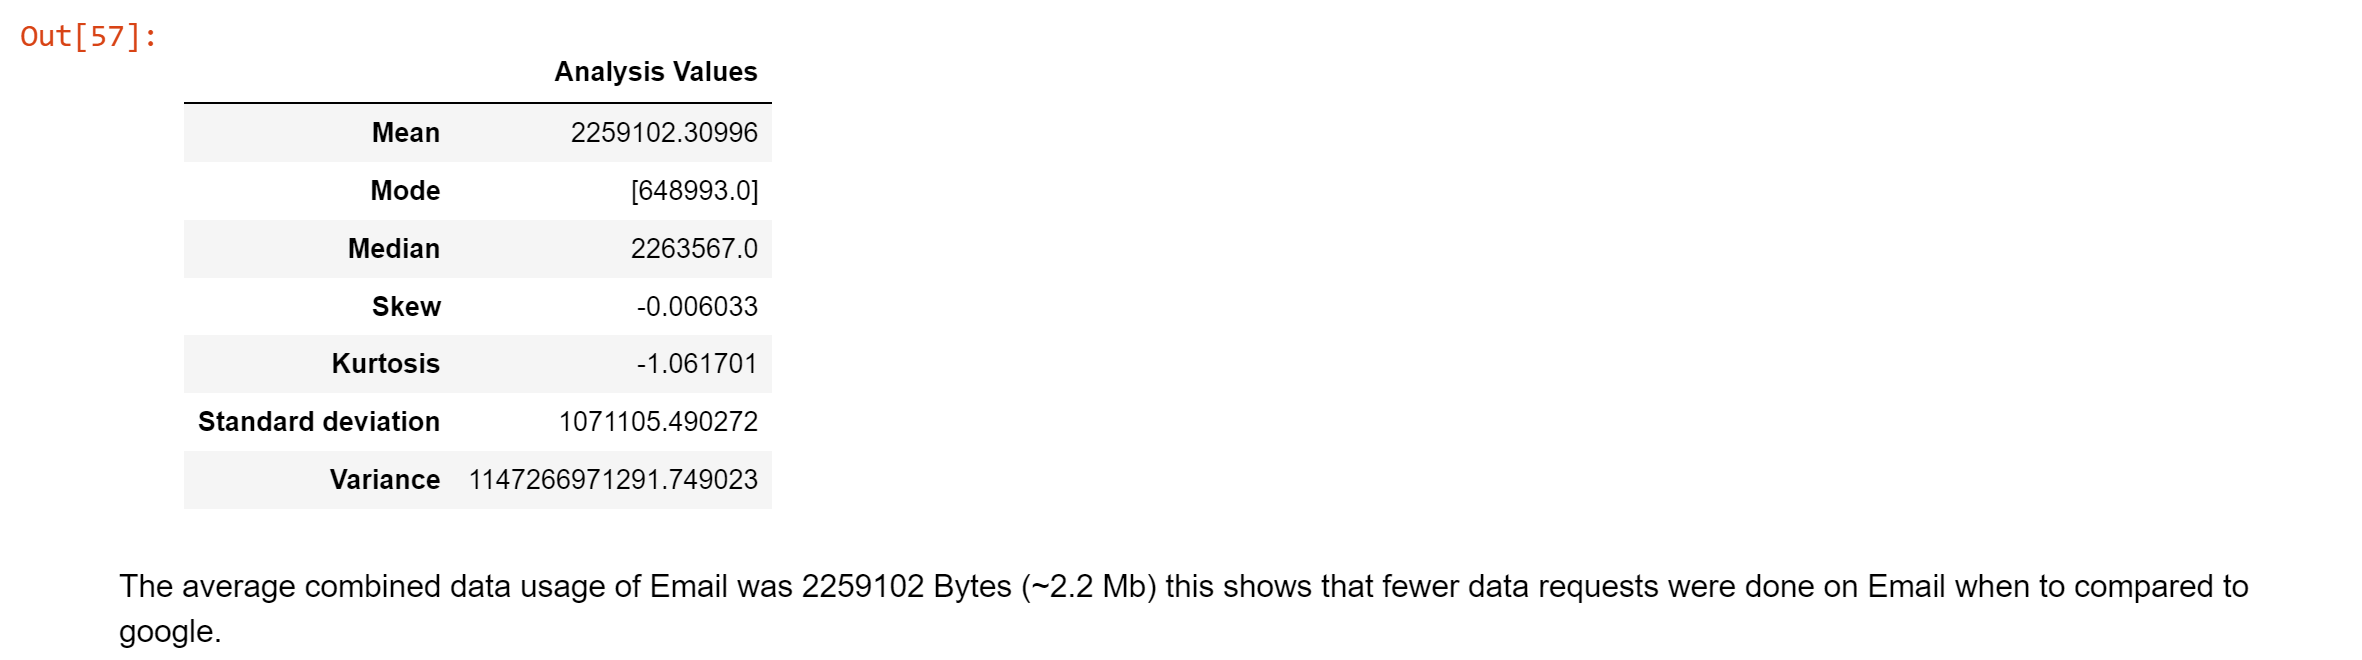 Out[57]:
Analysis Values
Mean 2259102.30996
Mode [648993.0]
Median 2263567.0
Skew -0.006033
Kurtosis -1.061701
Standard deviation 1071105.490272
Variance 1147266971291.749023
The average combined data usage of Email was 2259102 Bytes (~2.2 Mb) this shows that fewer data requests were done on Email when to compared to
google.